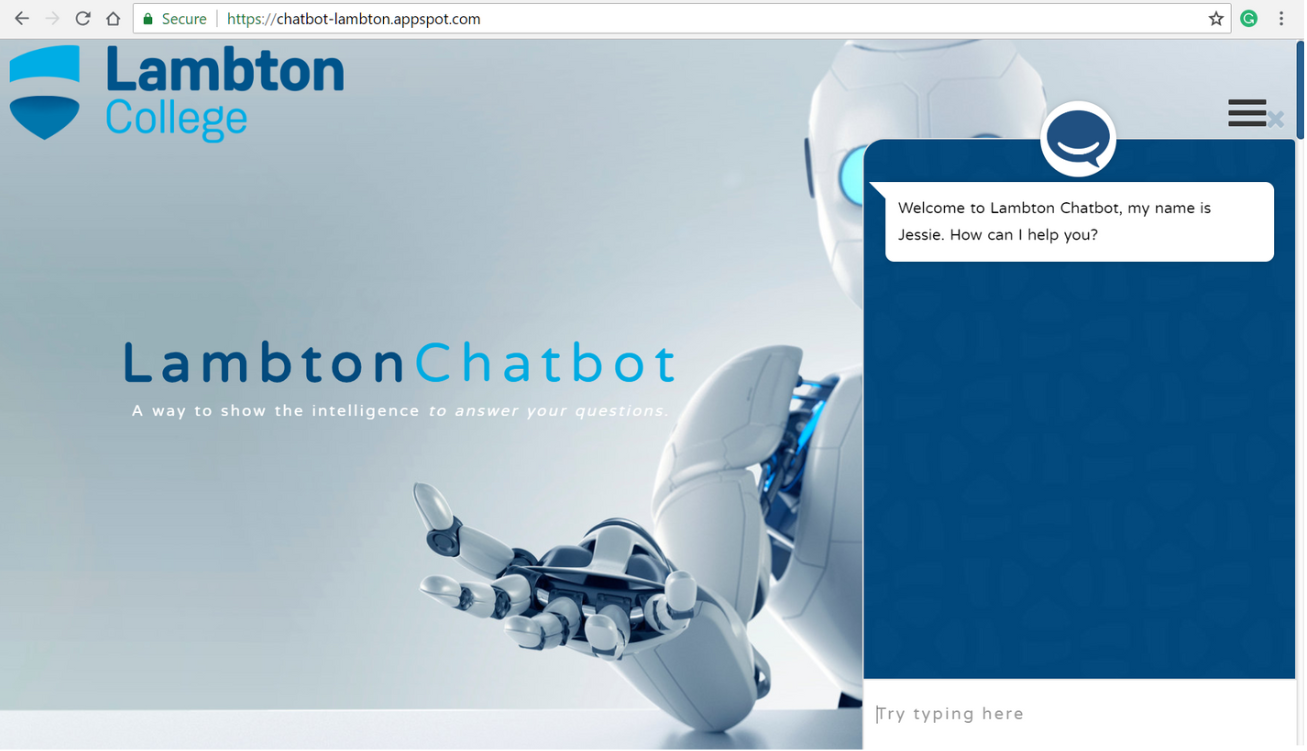 Secure
https://chatbot-lambton.appspot.com
Lambton
College
Welcome to Lambton Chatbot, my name is
Jessie. How can I help you?
LambtonChatbot
A way to show the intelligence to answer your questions.
Try typing here